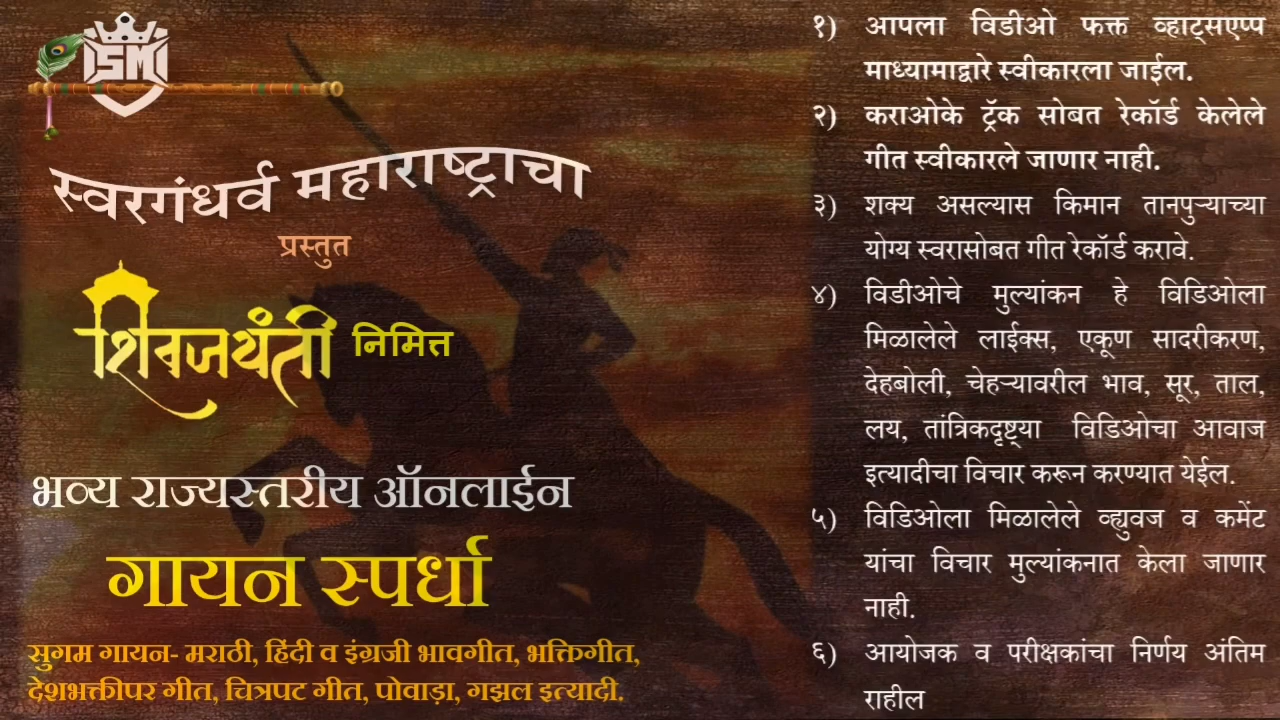 ISM
स्वरगंधर्व महाराष्ट्राचा
प्रस्तुत
शिवजयंती निमित्त
भव्य राज्यस्तरीय ऑनलाईन
गायन स्पर्धा
सुगम गायन- मराठी, हिंदी व इंग्रजी भावगीत, भक्तिगीत,
देशभक्तीपर गीत, चित्रपट गीत, पोवाडा, गझल इत्यादी.
१) आपला विडीओ फक्त व्हाट्सएप्प
माध्यामाद्वारे स्वीकारला जाईल.
२) कराओके ट्रॅक सोबत रेकॉर्ड केलेले
गीत स्वीकारले जाणार नाही.
३) शक्य असल्यास किमान तानपुऱ्याच्या
योग्य स्वरासोबत गीत रेकॉर्ड करावे.
४) विडीओचे मुल्यांकन हे विडिओला
मिळालेले लाईक्स, एकूण सादरीकरण,
देहबोली, चेहऱ्यावरील भाव, सूर, ताल,
लय, तांत्रिकदृष्ट्या विडिओचा आवाज
इत्यादीचा विचार करून करण्यात येईल.
५) विडिओला मिळालेले व्ह्युवज व कमेंट
यांचा विचार मुल्यांकनात केला जाणार
नाही.
६) आयोजक व परीक्षकांचा निर्णय अंतिम
राहील